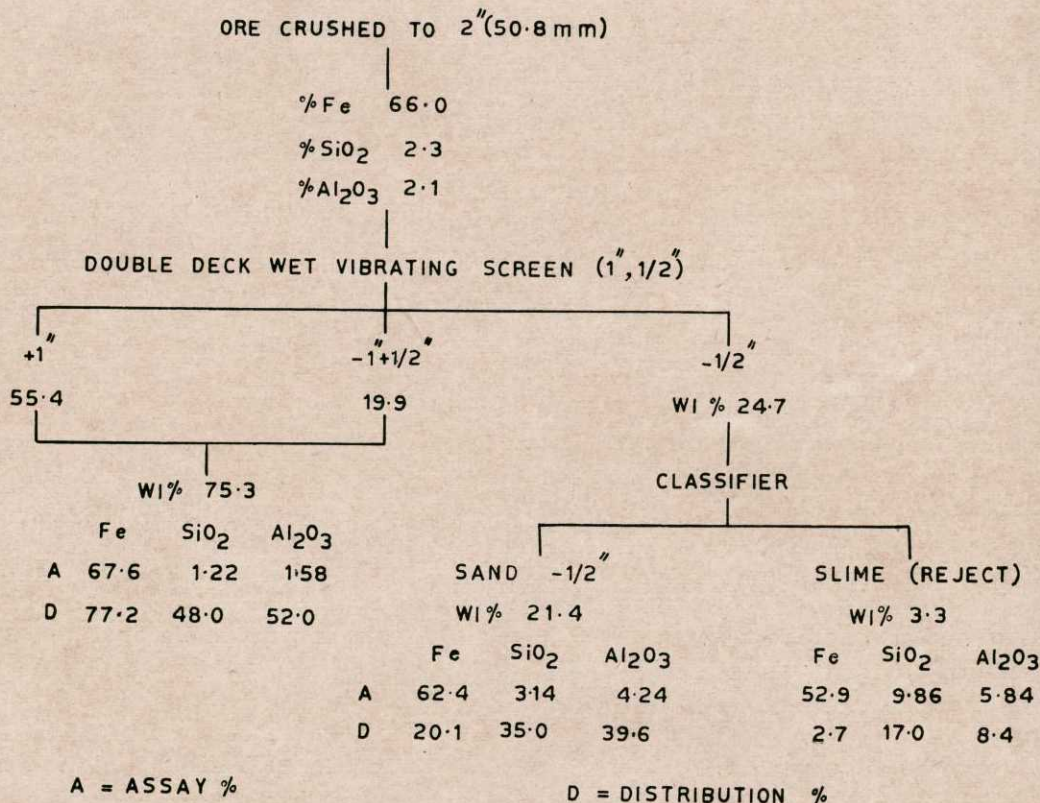 ORE CRUSHED TO 2"(50·8 mm)
%Fe 66·0
%SiO₂ 2·3
%Al₂O₃ 2·1
DOUBLE DECK WET VIBRATING SCREEN (1",1/2")
+1" -1"+1/2" -1/2"
55·4 19·9 WI % 24·7
CLASSIFIER
WI% 75·3
Fe SiO₂ Al₂O₃
A 67·6 1·22 1·58
D 77·2 48·0 52·0
SAND -1/2" SLIME (REJECT)
WI% 21·4 WI% 3·3
Fe SiO₂ Al₂O₃ Fe SiO₂ Al₂O₃
A 62·4 3·14 4·24 52·9 9·86 5·84
D 20·1 35·0 39·6 2·7 17·0 8·4
A = ASSAY % D = DISTRIBUTION %